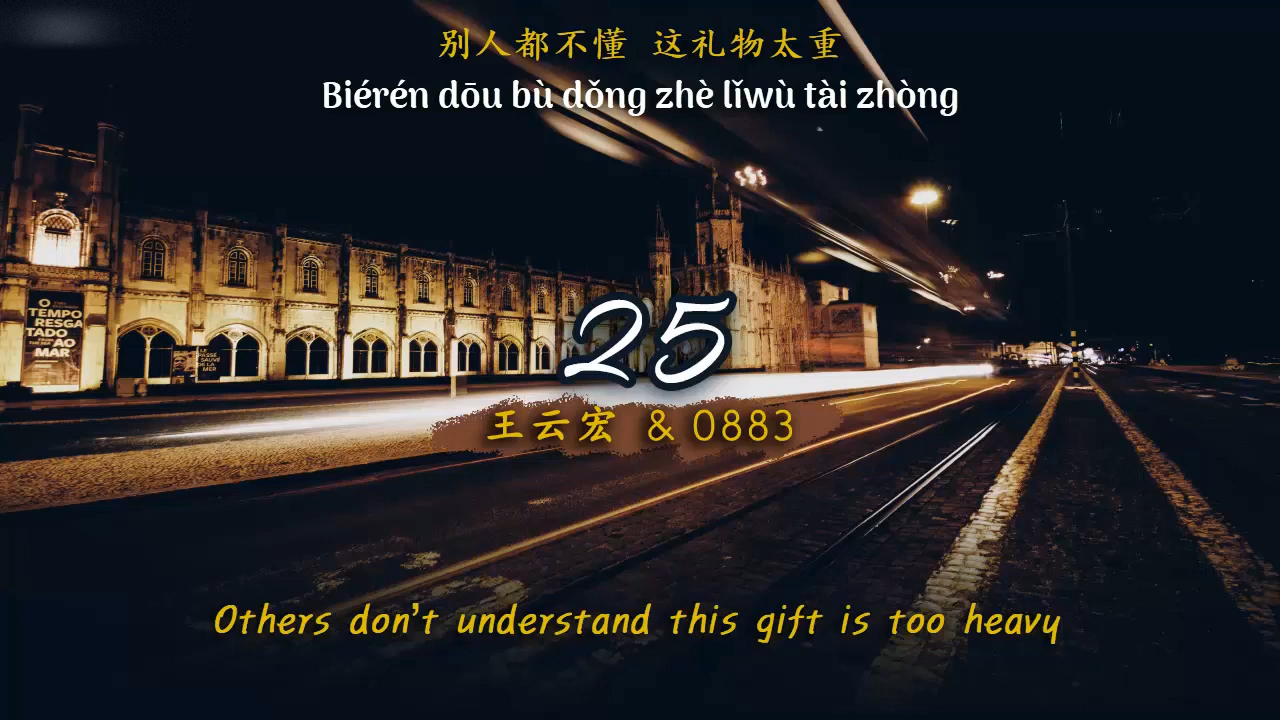 别人都不懂 这礼物太重
Biérén dōu bù dǒng zhè lǐwù tài zhòng
O
TEMPO
RESGA
TADO AO
MAR
25
王云宏 & 0883
Others don't understand this gift is too heavy